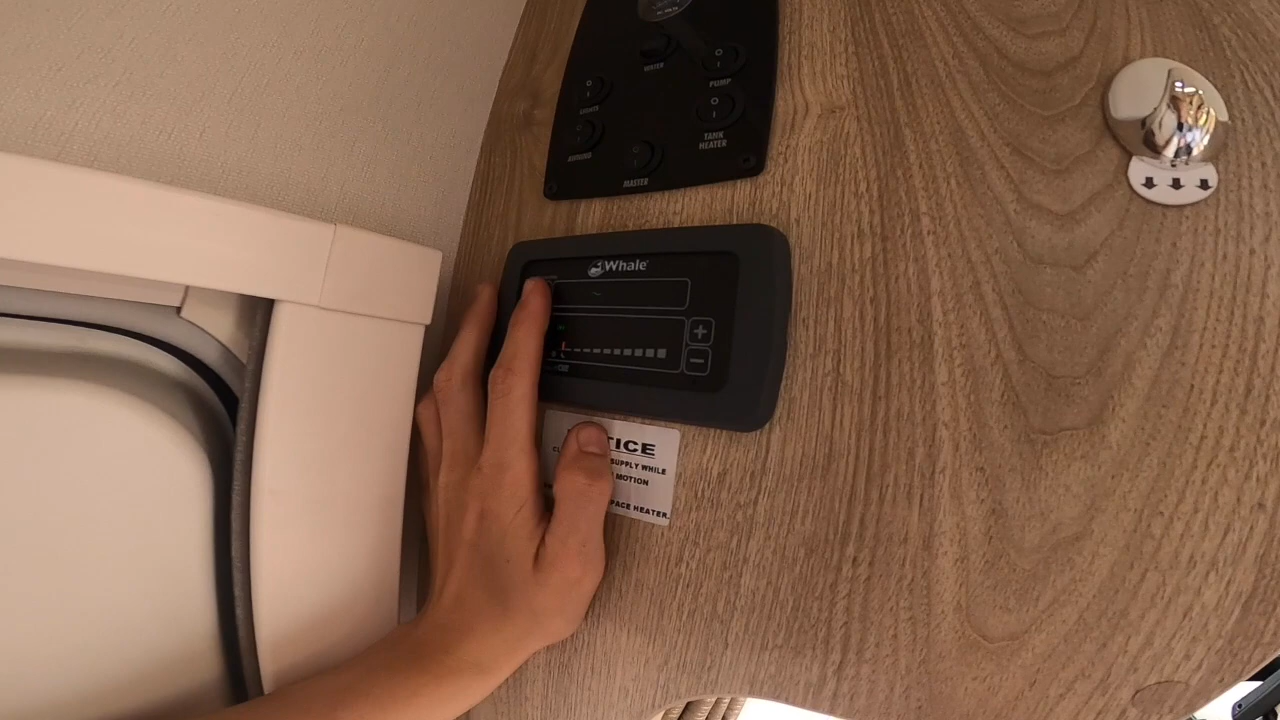 WATER
PUMP
LIGHTS
TANK
HEATER
AWNING
MASTER
Whale
+
−
TICE
SUPPLY WHILE
MOTION
PACE HEATER.